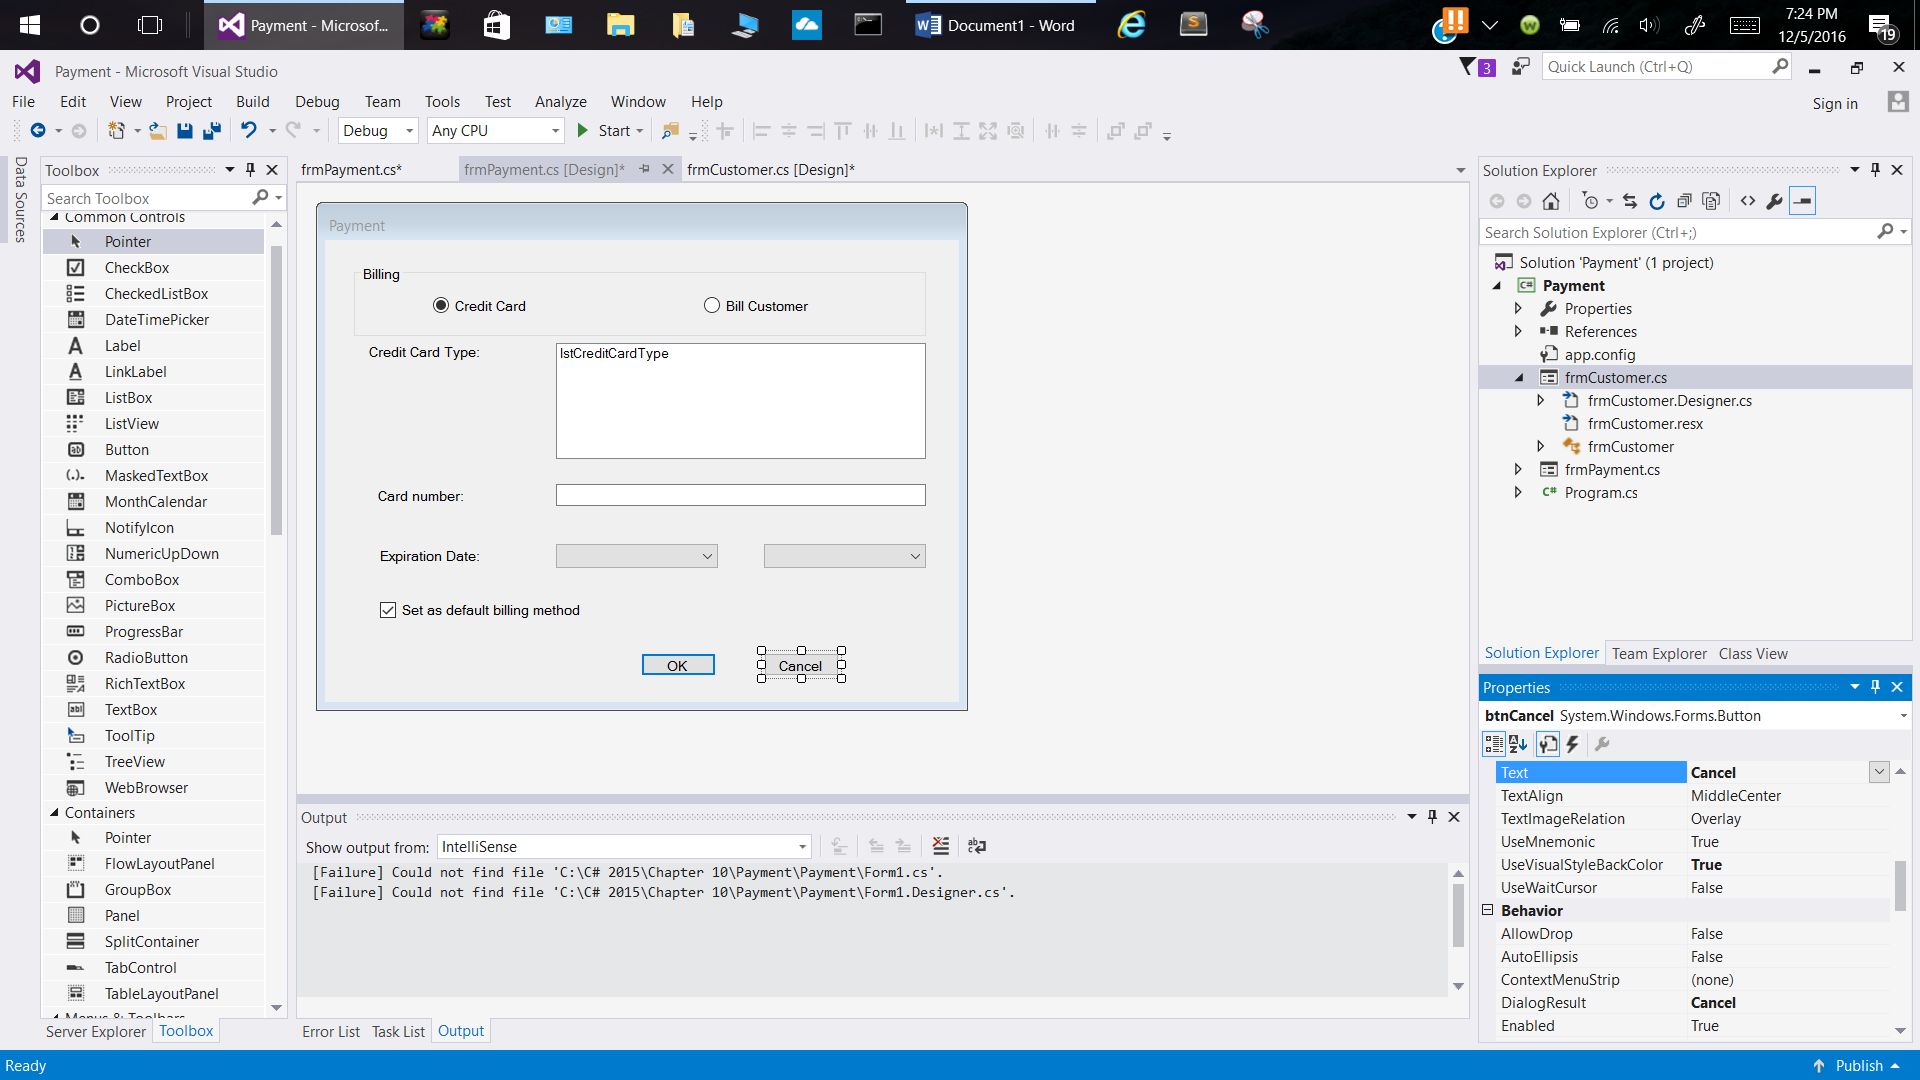 Payment - Microsof...
Document1 - Word
7:24 PM
12/5/2016
19
Payment - Microsoft Visual Studio
3
Quick Launch (Ctrl+Q)
File Edit View Project Build Debug Team Tools Test Analyze Window Help
Sign in
Debug
Any CPU
Start
Data Sources
Toolbox
Search Toolbox
Common Controls
Pointer
CheckBox
CheckedListBox
DateTimePicker
Label
LinkLabel
ListBox
ListView
Button
MaskedTextBox
MonthCalendar
NotifyIcon
NumericUpDown
ComboBox
PictureBox
ProgressBar
RadioButton
RichTextBox
TextBox
ToolTip
TreeView
WebBrowser
Containers
Pointer
FlowLayoutPanel
GroupBox
Panel
SplitContainer
TabControl
TableLayoutPanel
Menus & Toolbars
Server Explorer Toolbox
frmPayment.cs*
frmPayment.cs [Design]*
frmCustomer.cs [Design]*
Payment
Billing
Credit Card
Bill Customer
Credit Card Type:
lstCreditCardType
Card number:
Expiration Date:
Set as default billing method
OK
Cancel
Output
Show output from: IntelliSense
[Failure] Could not find file 'C:\C# 2015\Chapter 10\Payment\Payment\Form1.cs'.
[Failure] Could not find file 'C:\C# 2015\Chapter 10\Payment\Payment\Form1.Designer.cs'.
Error List Task List Output
Solution Explorer
Search Solution Explorer (Ctrl+;)
Solution 'Payment' (1 project)
Payment
Properties
References
app.config
frmCustomer.cs
frmCustomer.Designer.cs
frmCustomer.resx
frmCustomer
frmPayment.cs
Program.cs
Solution Explorer Team Explorer Class View
Properties
btnCancel System.Windows.Forms.Button
Text Cancel
TextAlign MiddleCenter
TextImageRelation Overlay
UseMnemonic True
UseVisualStyleBackColor True
UseWaitCursor False
Behavior
AllowDrop False
AutoEllipsis False
ContextMenuStrip (none)
DialogResult Cancel
Enabled True
Ready
Publish